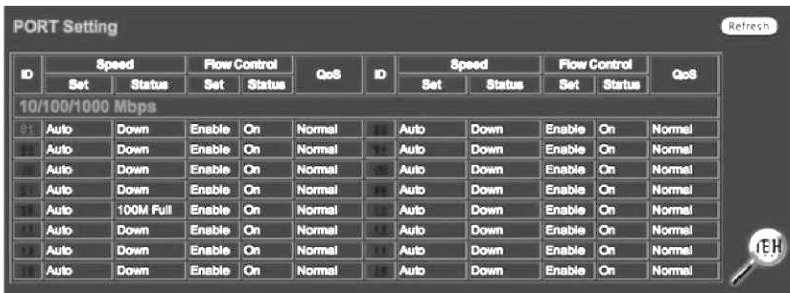 PORT Setting
Refresh
ID Speed Flow Control QoS ID Speed Flow Control QoS
Set Status Set Status Set Status Set Status
10/100/1000 Mbps
01 Auto Down Enable On Normal Auto Down Enable On Normal
Auto Down Enable On Normal Auto Down Enable On Normal
Auto Down Enable On Normal Auto Down Enable On Normal
Auto Down Enable On Normal Auto Down Enable On Normal
Auto 100M Full Enable On Normal Auto Down Enable On Normal
Auto Down Enable On Normal Auto Down Enable On Normal
Auto Down Enable On Normal Auto Down Enable On Normal
Auto Down Enable On Normal Auto Down Enable On Normal